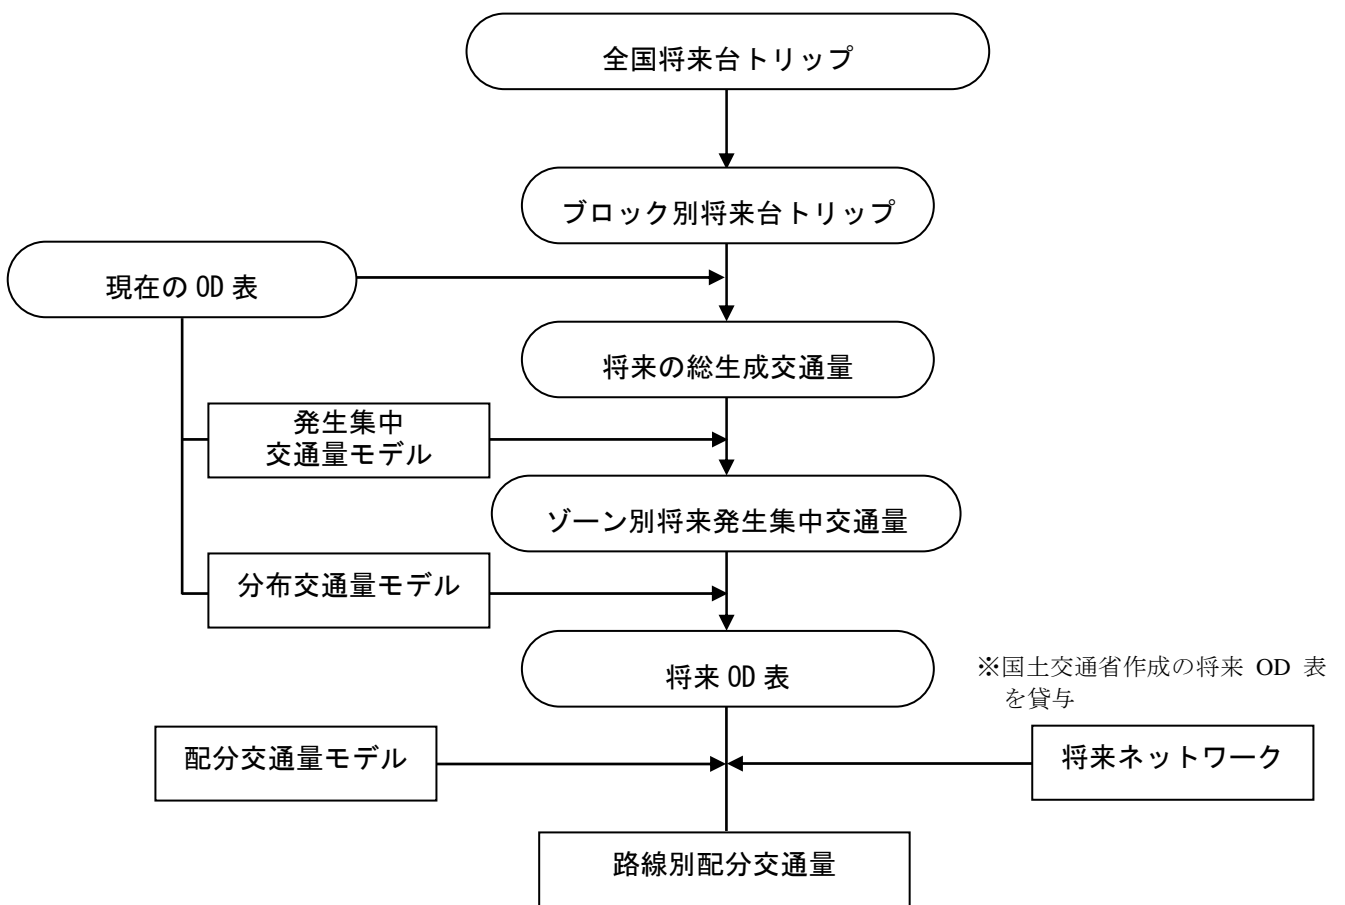 全国将来台トリップ
ブロック別将来台トリップ
現在の OD 表
将来の総生成交通量
発生集中
交通量モデル
ゾーン別将来発生集中交通量
分布交通量モデル
将来 OD 表
※国土交通省作成の将来 OD 表
を貸与
配分交通量モデル
将来ネットワーク
路線別配分交通量